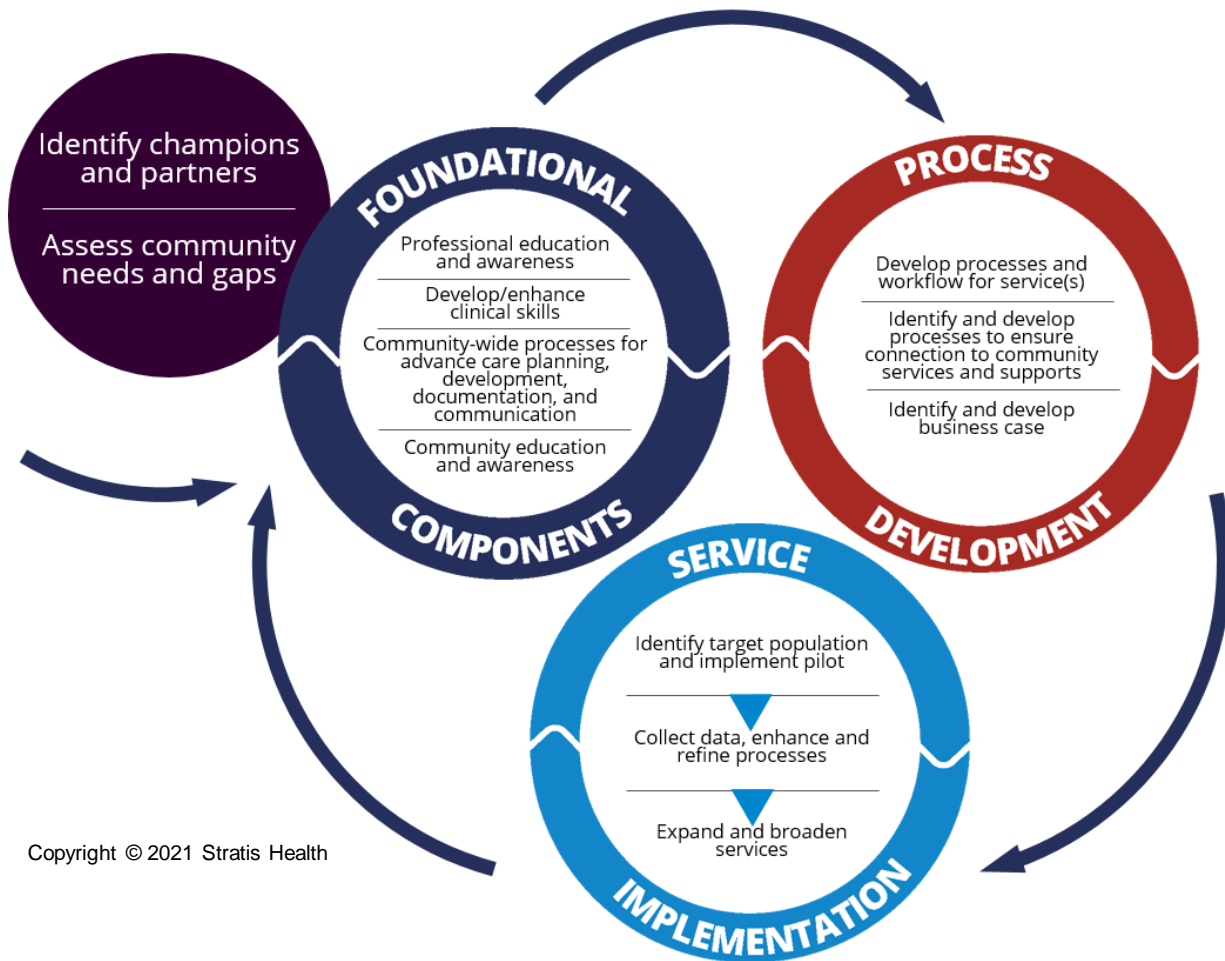 Identify champions
and partners
Assess community
needs and gaps
FOUNDATIONAL
Professional education
and awareness
Develop/enhance
clinical skills
Community-wide processes for
advance care planning,
development,
documentation, and
communication
Community education
and awareness
COMPONENTS
PROCESS
Develop processes and
workflow for service(s)
Identify and develop
processes to ensure
connection to community
services and supports
Identify and develop
business case
DEVELOPMENT
SERVICE
Identify target population
and implement pilot
Collect data, enhance and
refine processes
Expand and broaden
services
IMPLEMENTATION
Copyright © 2021 Stratis Health